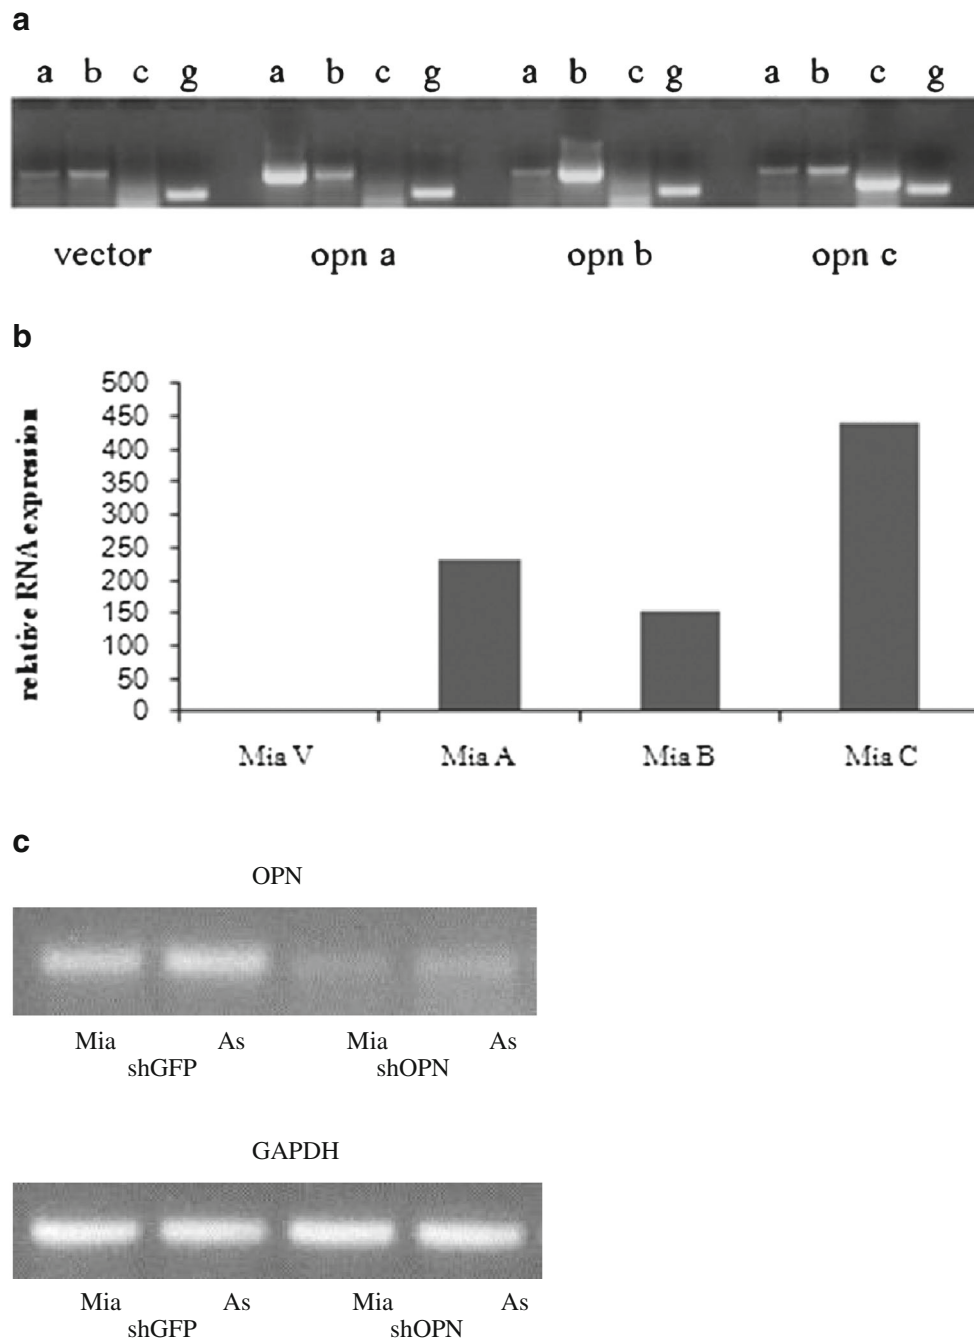 a
a b c g a b c g a b c g a b c g
vector opn a opn b opn c
b
relative RNA expression
500
450
400
350
300
250
200
150
100
50
0
Mia V Mia A Mia B Mia C
c
OPN
Mia As Mia As
shGFP shOPN
GAPDH
Mia As Mia As
shGFP shOPN